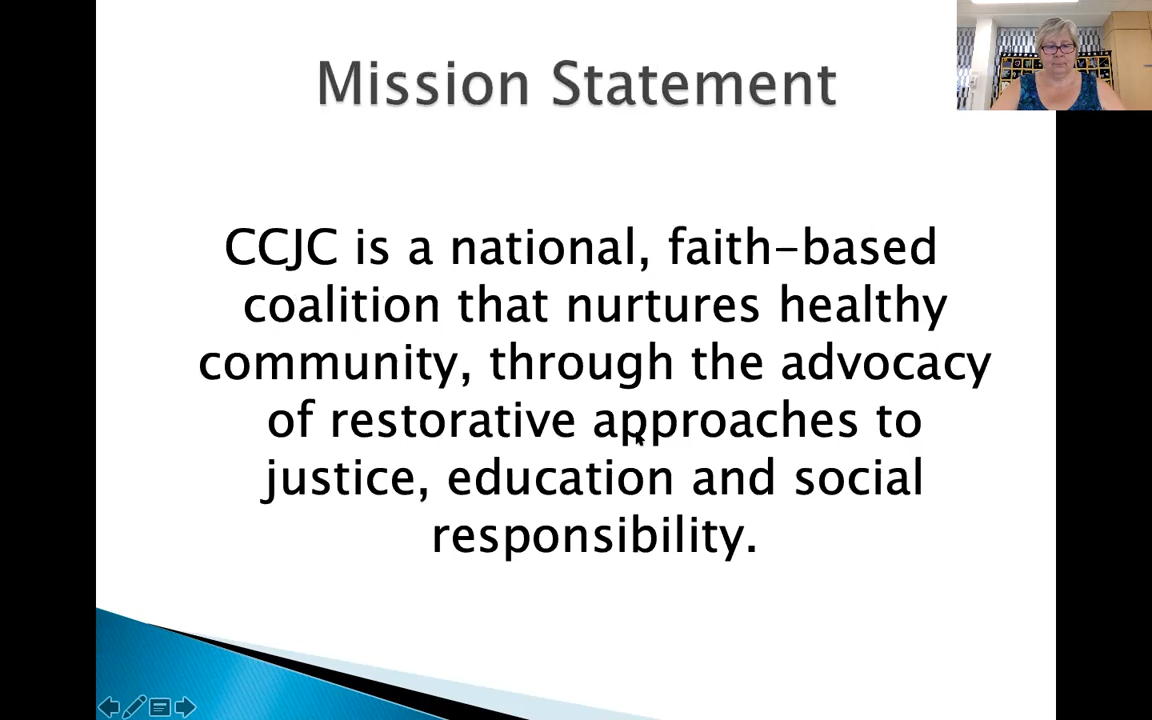 Mission Statement
CCJC is a national, faith-based
coalition that nurtures healthy
community, through the advocacy
of restorative approaches to
justice, education and social
responsibility.